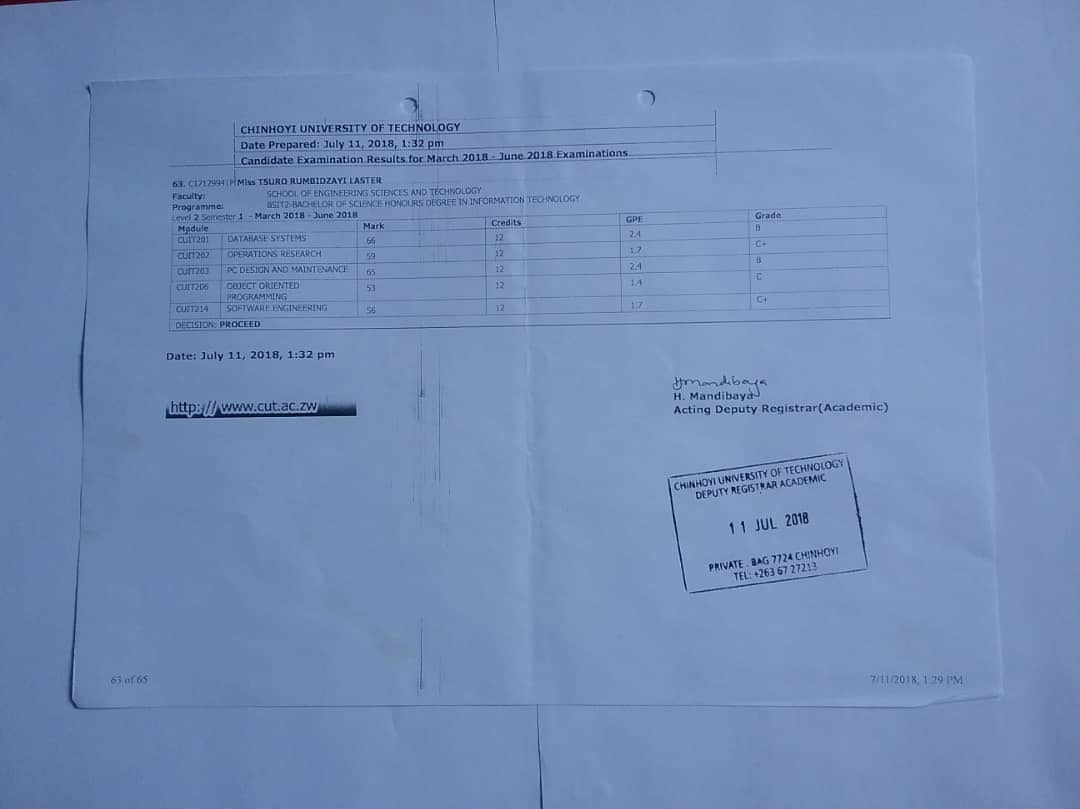 CHINHOYI UNIVERSITY OF TECHNOLOGY
Date Prepared: July 11, 2018, 1:32 pm
Candidate Examination Results for March 2018 - June 2018 Examinations
63. C1717994I|P|Miss TSURO RUMBIDZAYI LASTER
Faculty: SCHOOL OF ENGINEERING SCIENCES AND TECHNOLOGY
Programme: BSIT2-BACHELOR OF SCIENCE HONOURS DEGREE IN INFORMATION TECHNOLOGY
Level 2 Semester 1 - March 2018 - June 2018
Module Mark Credits GPE Grade
CUIT201 DATABASE SYSTEMS 66 12 2.4 B
CUIT202 OPERATIONS RESEARCH 59 12 1.7 C+
CUIT203 PC DESIGN AND MAINTENANCE 65 12 2.4 B
CUIT206 OBJECT ORIENTED 53 12 1.4 C
PROGRAMMING
CUIT214 SOFTWARE ENGINEERING 56 12 1.7 C+
DECISION: PROCEED
Date: July 11, 2018, 1:32 pm
http://www.cut.ac.zw
Hmandibaya
H. Mandibaya
Acting Deputy Registrar(Academic)
CHINHOYI UNIVERSITY OF TECHNOLOGY
DEPUTY REGISTRAR ACADEMIC
11 JUL 2018
PRIVATE . BAG 7724 CHINHOYI
TEL: +263 67 27213
63 of 65
7/11/2018, 1:29 PM